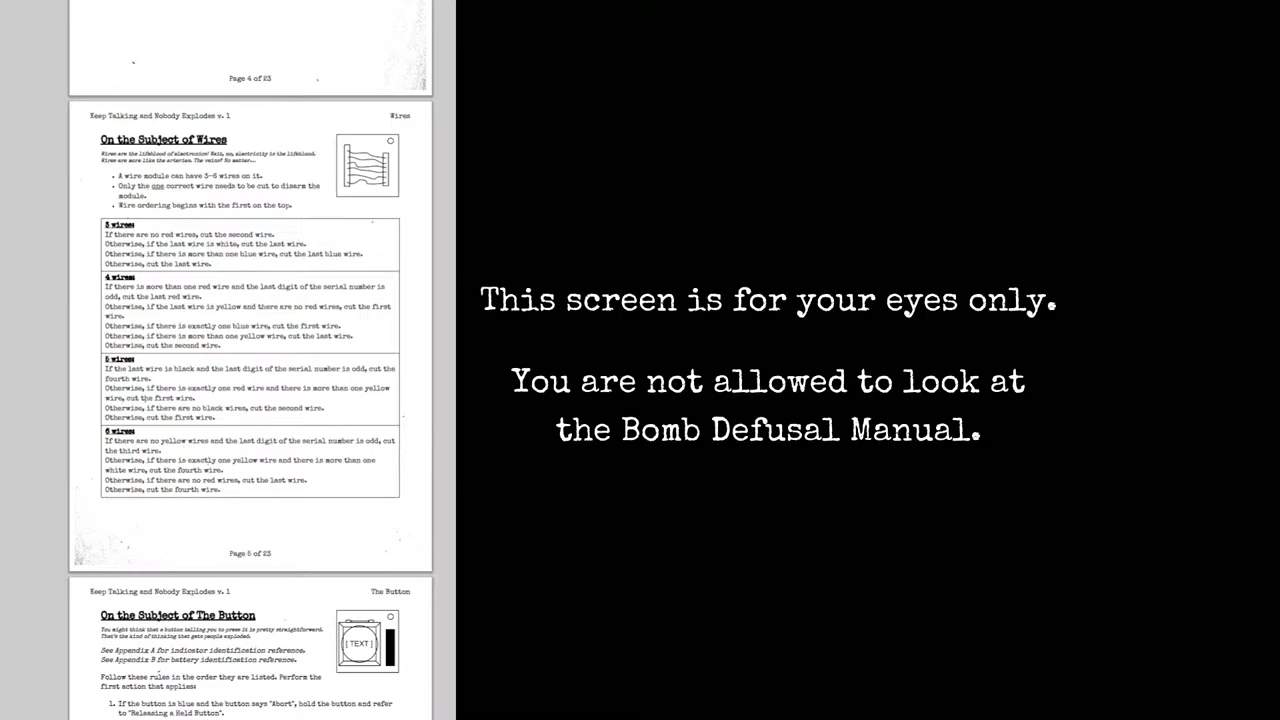 Page 4 of 23
Keep Talking and Nobody Explodes v. 1
Wires
On the Subject of Wires
Wires are the lifeblood of electronics! Wait, no, electricity is the lifeblood.
Wires are more like the arteries. The veins? No matter...
• A wire module can have 3-6 wires on it.
• Only the one correct wire needs to be cut to disarm the
module.
• Wire ordering begins with the first on the top.
3 wires:
If there are no red wires, cut the second wire.
Otherwise, if the last wire is white, cut the last wire.
Otherwise, if there is more than one blue wire, cut the last blue wire.
Otherwise, cut the last wire.
4 wires:
If there is more than one red wire and the last digit of the serial number is
odd, cut the last red wire.
Otherwise, if the last wire is yellow and there are no red wires, cut the first
wire.
Otherwise, if there is exactly one blue wire, cut the first wire.
Otherwise, if there is more than one yellow wire, cut the last wire.
Otherwise, cut the second wire.
5 wires:
If the last wire is black and the last digit of the serial number is odd, cut the
fourth wire.
Otherwise, if there is exactly one red wire and there is more than one yellow
wire, cut the first wire.
Otherwise, if there are no black wires, cut the second wire.
Otherwise, cut the first wire.
6 wires:
If there are no yellow wires and the last digit of the serial number is odd, cut
the third wire.
Otherwise, if there is exactly one yellow wire and there is more than one
white wire, cut the fourth wire.
Otherwise, if there are no red wires, cut the last wire.
Otherwise, cut the fourth wire.
Page 5 of 23
Keep Talking and Nobody Explodes v. 1
The Button
On the Subject of The Button
You might think that a button telling you to press it is pretty straightforward.
That's the kind of thinking that gets people exploded.
[ TEXT ]
See Appendix A for indicator identification reference.
See Appendix B for battery identification reference.
Follow these rules in the order they are listed. Perform the
first action that applies:
1. If the button is blue and the button says "Abort", hold the button and refer
to "Releasing a Held Button".
This screen is for your eyes only.
You are not allowed to look at
the Bomb Defusal Manual.